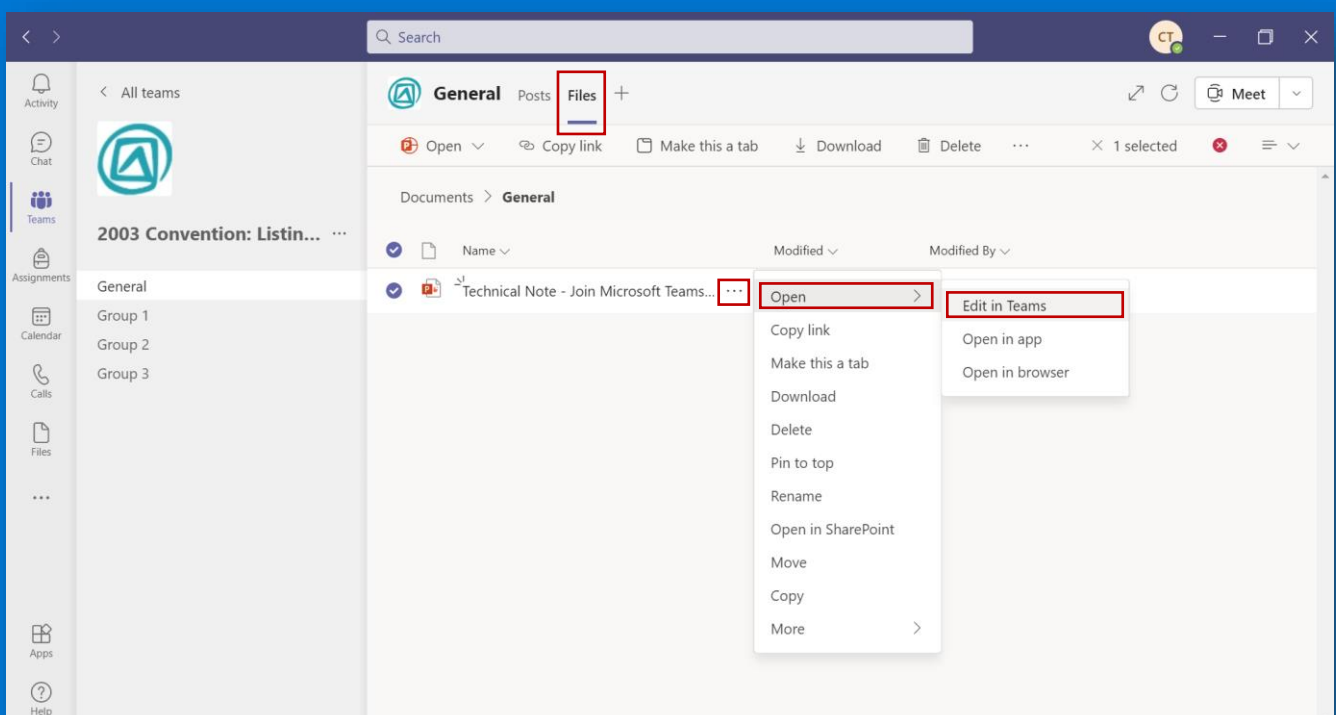 Search
CT
Activity
Chat
Teams
Assignments
Calendar
Calls
Files
...
Apps
Help
All teams
2003 Convention: Listin... ...
General
Group 1
Group 2
Group 3
General Posts Files +
Meet
Open Copy link Make this a tab Download Delete ... 1 selected
Documents > General
Name Modified Modified By
Technical Note - Join Microsoft Teams... ...
Open
Copy link
Make this a tab
Download
Delete
Pin to top
Rename
Open in SharePoint
Move
Copy
More
Edit in Teams
Open in app
Open in browser